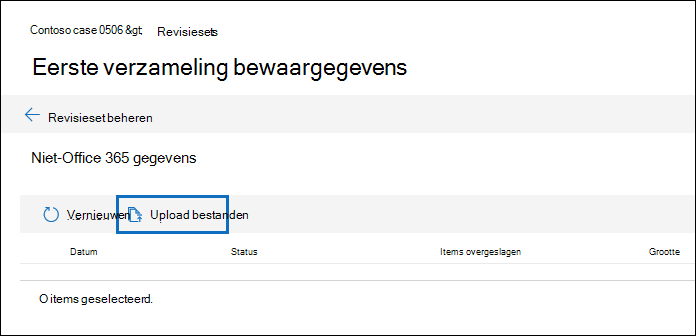 Contoso case 0506 &gt; Revisiesets
Eerste verzameling bewaargegevens
Revisieset beheren
Niet-Office 365 gegevens
Vernieuwen Upload bestanden
Datum Status Items overgeslagen Grootte
O items geselecteerd.